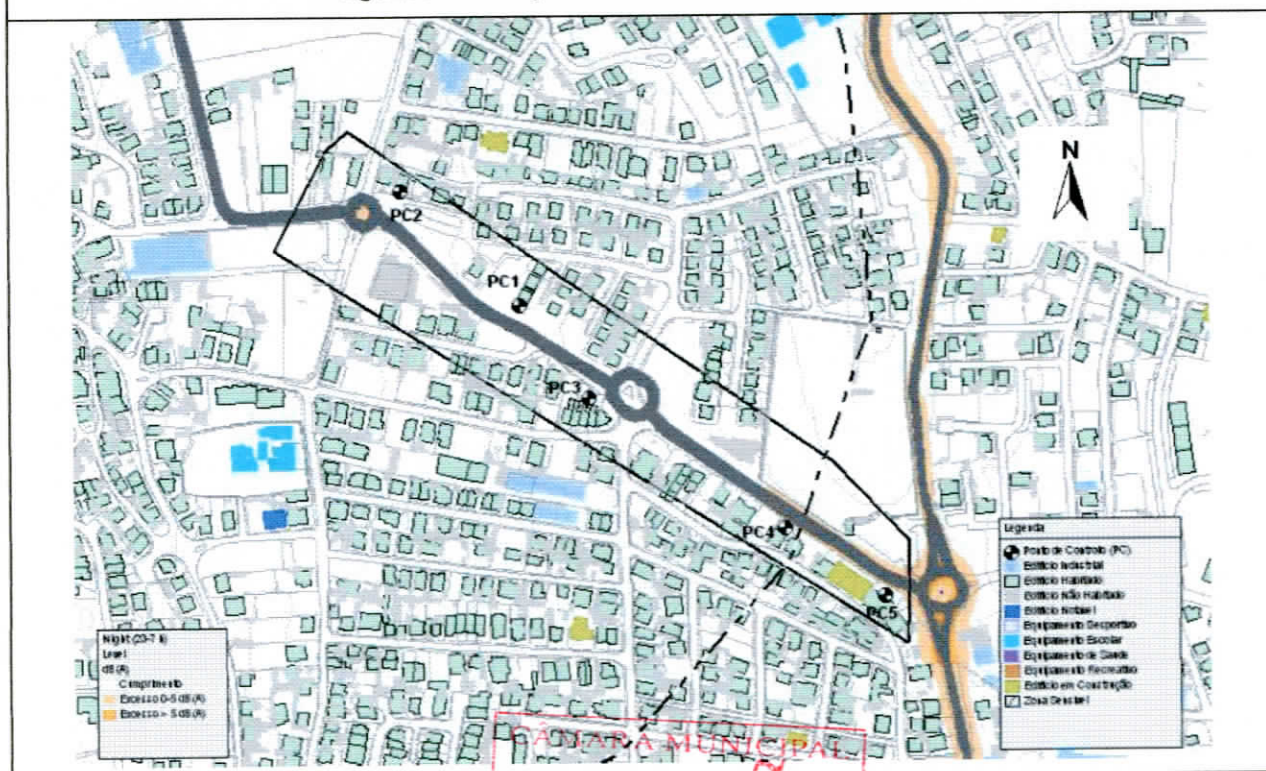 N
PC2
PC1
PC3
PC4
PC5
Legenda
Ponto de Controlo (PC)
Edifício Industrial
Edifício Habitado
Edifício Não Habitado
Edifício Notável
Equipamento Desportivo
Equipamento Escolar
Equipamento de Saúde
Equipamento Recreativo
Edifício em Construção
Zona Sensível
Night (23-7 h)
Level
dB (A)
Cumprimento
Excesso 0-5 dB(A)
Excesso > 5 dB(A)
CÂMARA MUNICIPAL